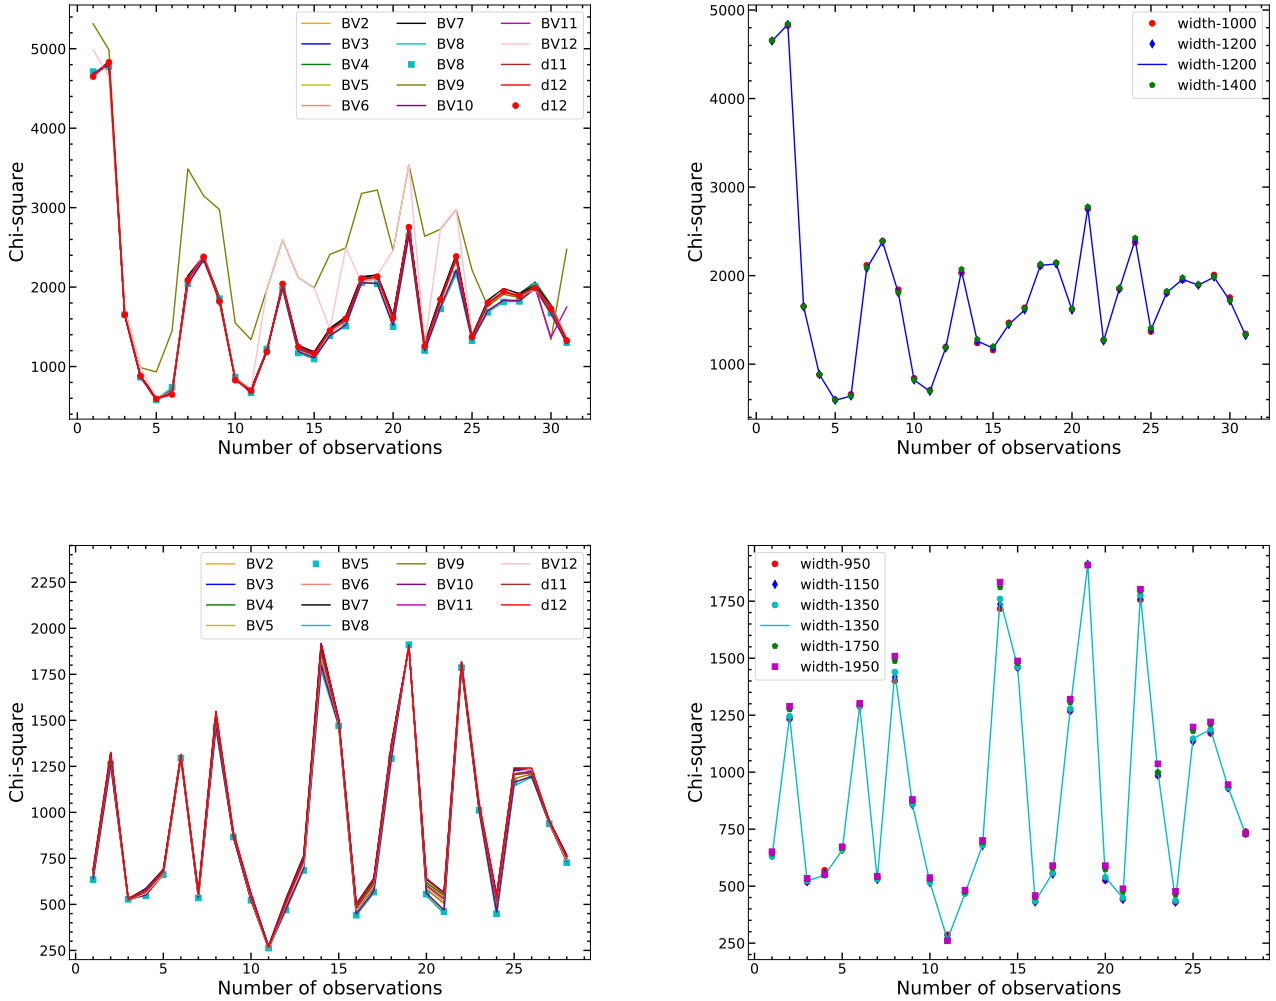 BV2 BV7 BV11
BV3 BV8 BV12
BV4 BV8 d11
BV5 BV9 d12
BV6 BV10 d12
5000
4000
3000
2000
1000
Chi-square
0 5 10 15 20 25 30
Number of observations
width-1000
width-1200
width-1200
width-1400
5000
4000
3000
2000
1000
Chi-square
0 5 10 15 20 25 30
Number of observations
BV2 BV5 BV9 BV12
BV3 BV6 BV10 d11
BV4 BV7 BV11 d12
BV5 BV8
2250
2000
1750
1500
1250
1000
750
500
250
Chi-square
0 5 10 15 20 25
Number of observations
width-950
width-1150
width-1350
width-1350
width-1750
width-1950
1750
1500
1250
1000
750
500
250
Chi-square
0 5 10 15 20 25
Number of observations